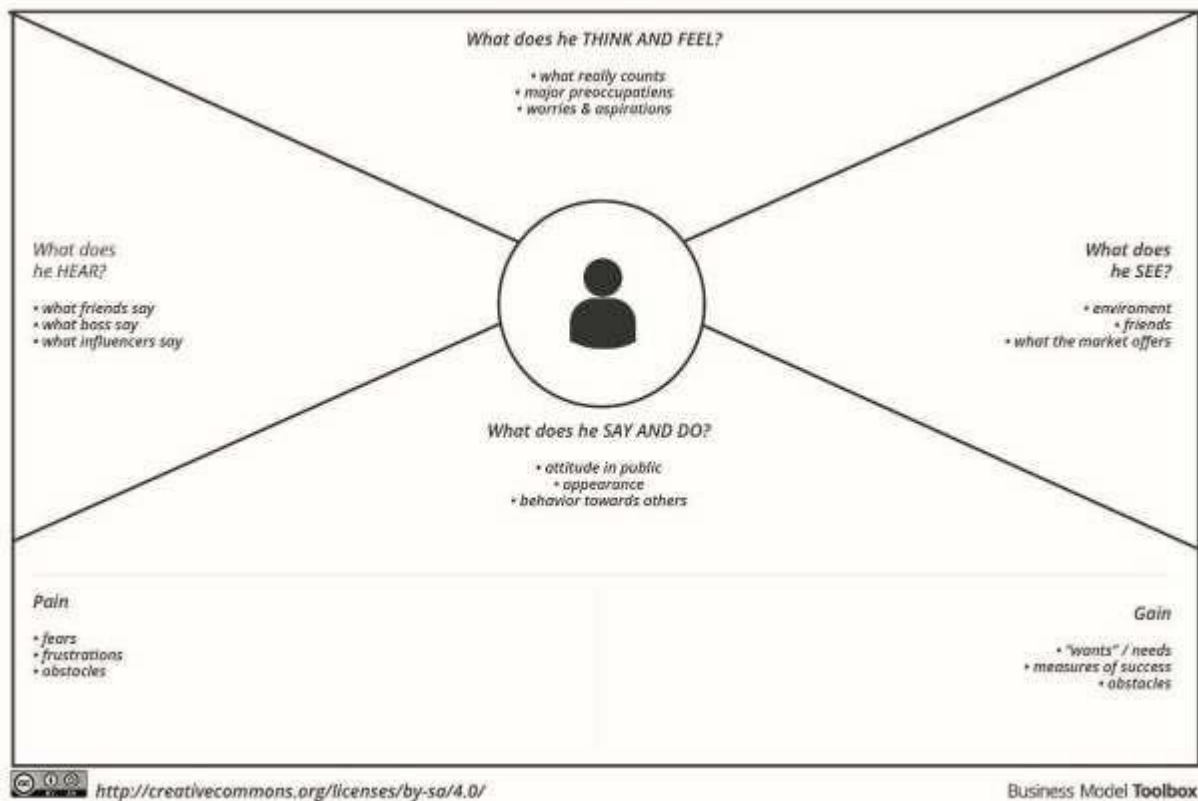 What does he THINK AND FEEL?
• what really counts
• major preoccupatiens
• worries & aspirations
What does
he HEAR?
• what friends say
• what boss say
• what influencers say
What does
he SEE?
• enviroment
• friends
• what the market offers
What does he SAY AND DO?
• attitude in public
• appearance
• behavior towards others
Pain
• fears
• frustrations
• obstacles
Gain
• "wants" / needs
• measures of success
• obstacles
http://creativecommons.org/licenses/by-sa/4.0/
Business Model Toolbox